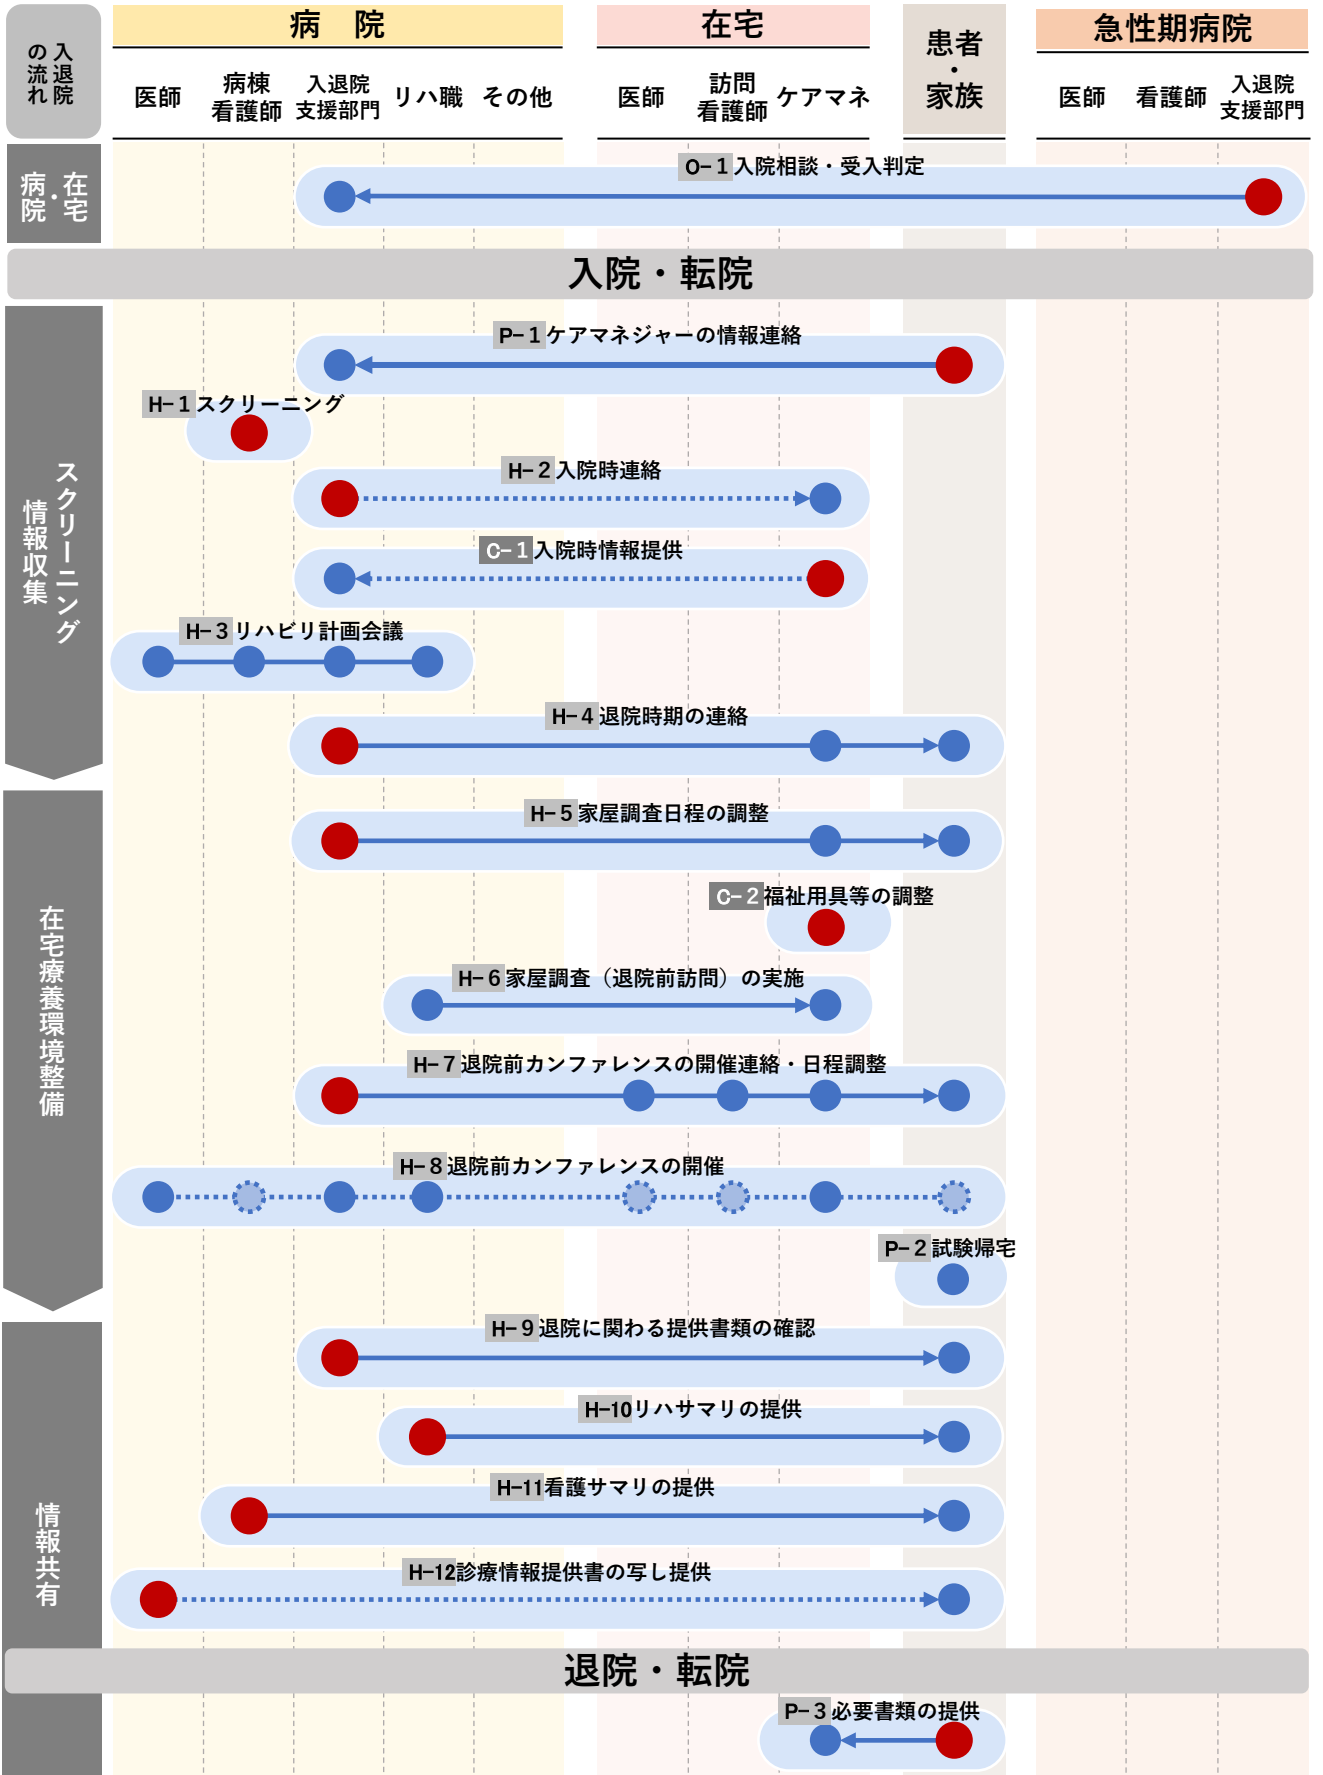 入退院
の流れ
病　院
在宅
患者
・
家族
急性期病院
医師
病棟
看護師
入退院
支援部門
リハ職
その他
医師
訪問
看護師
ケアマネ
医師
看護師
入退院
支援部門
在宅
・
病院
O-1入院相談・受入判定
入院・転院
スクリーニング
情報収集
P-1ケアマネジャーの情報連絡
H-1スクリーニング
H-2入院時連絡
C-1入院時情報提供
H-3リハビリ計画会議
H-4退院時期の連絡
在宅療養環境整備
H-5家屋調査日程の調整
C-2福祉用具等の調整
H-6家屋調査（退院前訪問）の実施
H-7退院前カンファレンスの開催連絡・日程調整
H-8退院前カンファレンスの開催
P-2試験帰宅
情報共有
H-9退院に関わる提供書類の確認
H-10リハサマリの提供
H-11看護サマリの提供
H-12診療情報提供書の写し提供
退院・転院
P-3必要書類の提供